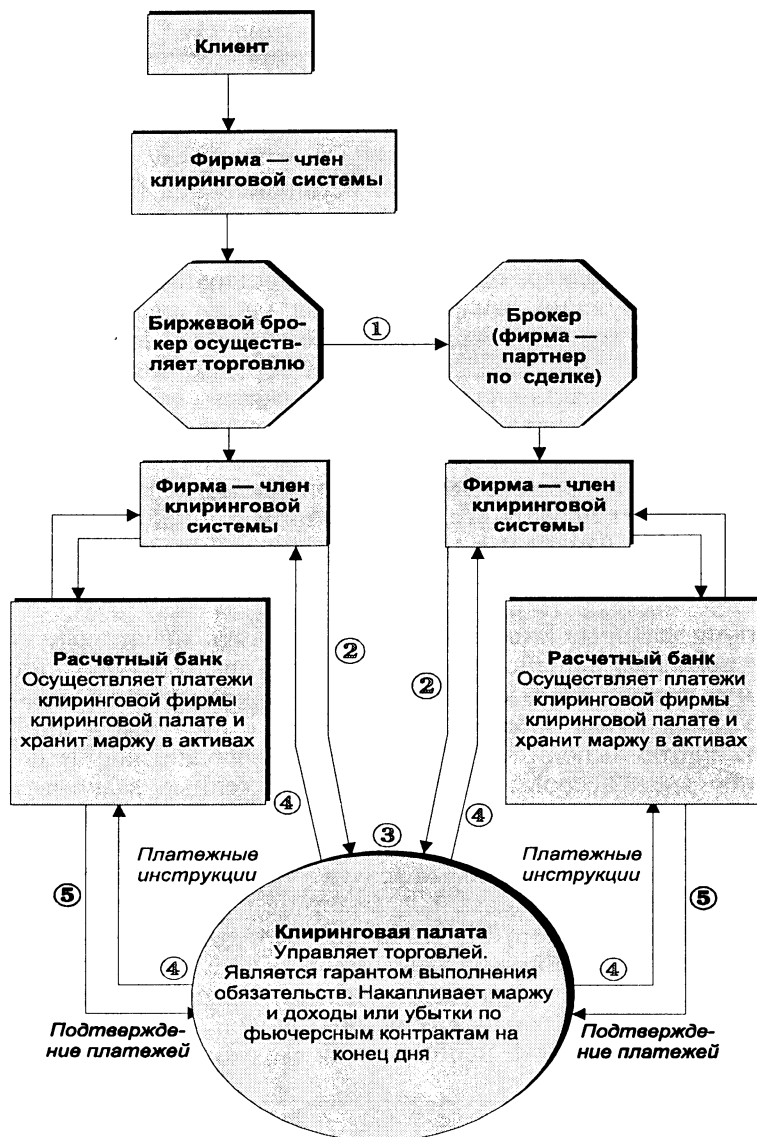 Клиент
Фирма — член
клиринговой системы
Биржевой бро-
кер осуществ-
ляет торговлю
①
Брокер
(фирма —
партнер
по сделке)
Фирма — член
клиринговой
системы
Фирма — член
клиринговой
системы
Расчетный банк
Осуществляет платежи
клиринговой фирмы
клиринговой палате и
хранит маржу в активах
②
②
Расчетный банк
Осуществляет платежи
клиринговой фирмы
клиринговой палате и
хранит маржу в активах
④
③
④
Платежные
инструкции
Платежные
инструкции
⑤
⑤
Клиринговая палата
Управляет торговлей.
Является гарантом выполнения
обязательств. Накапливает маржу
и доходы или убытки по
фьючерсным контрактам на
конец дня
④
④
Подтвержде-
ние платежей
Подтвержде-
ние платежей